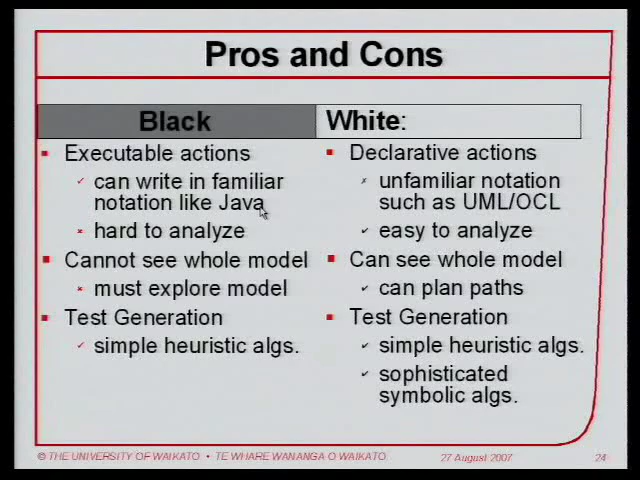 Pros and Cons
Black
White:
Executable actions
can write in familiar
notation like Java
hard to analyze
Cannot see whole model
must explore model
Test Generation
simple heuristic algs.
Declarative actions
unfamiliar notation
such as UML/OCL
easy to analyze
Can see whole model
can plan paths
Test Generation
simple heuristic algs.
sophisticated
symbolic algs.
© THE UNIVERSITY OF WAIKATO • TE WHARE WANANGA O WAIKATO
27 August 2007
24